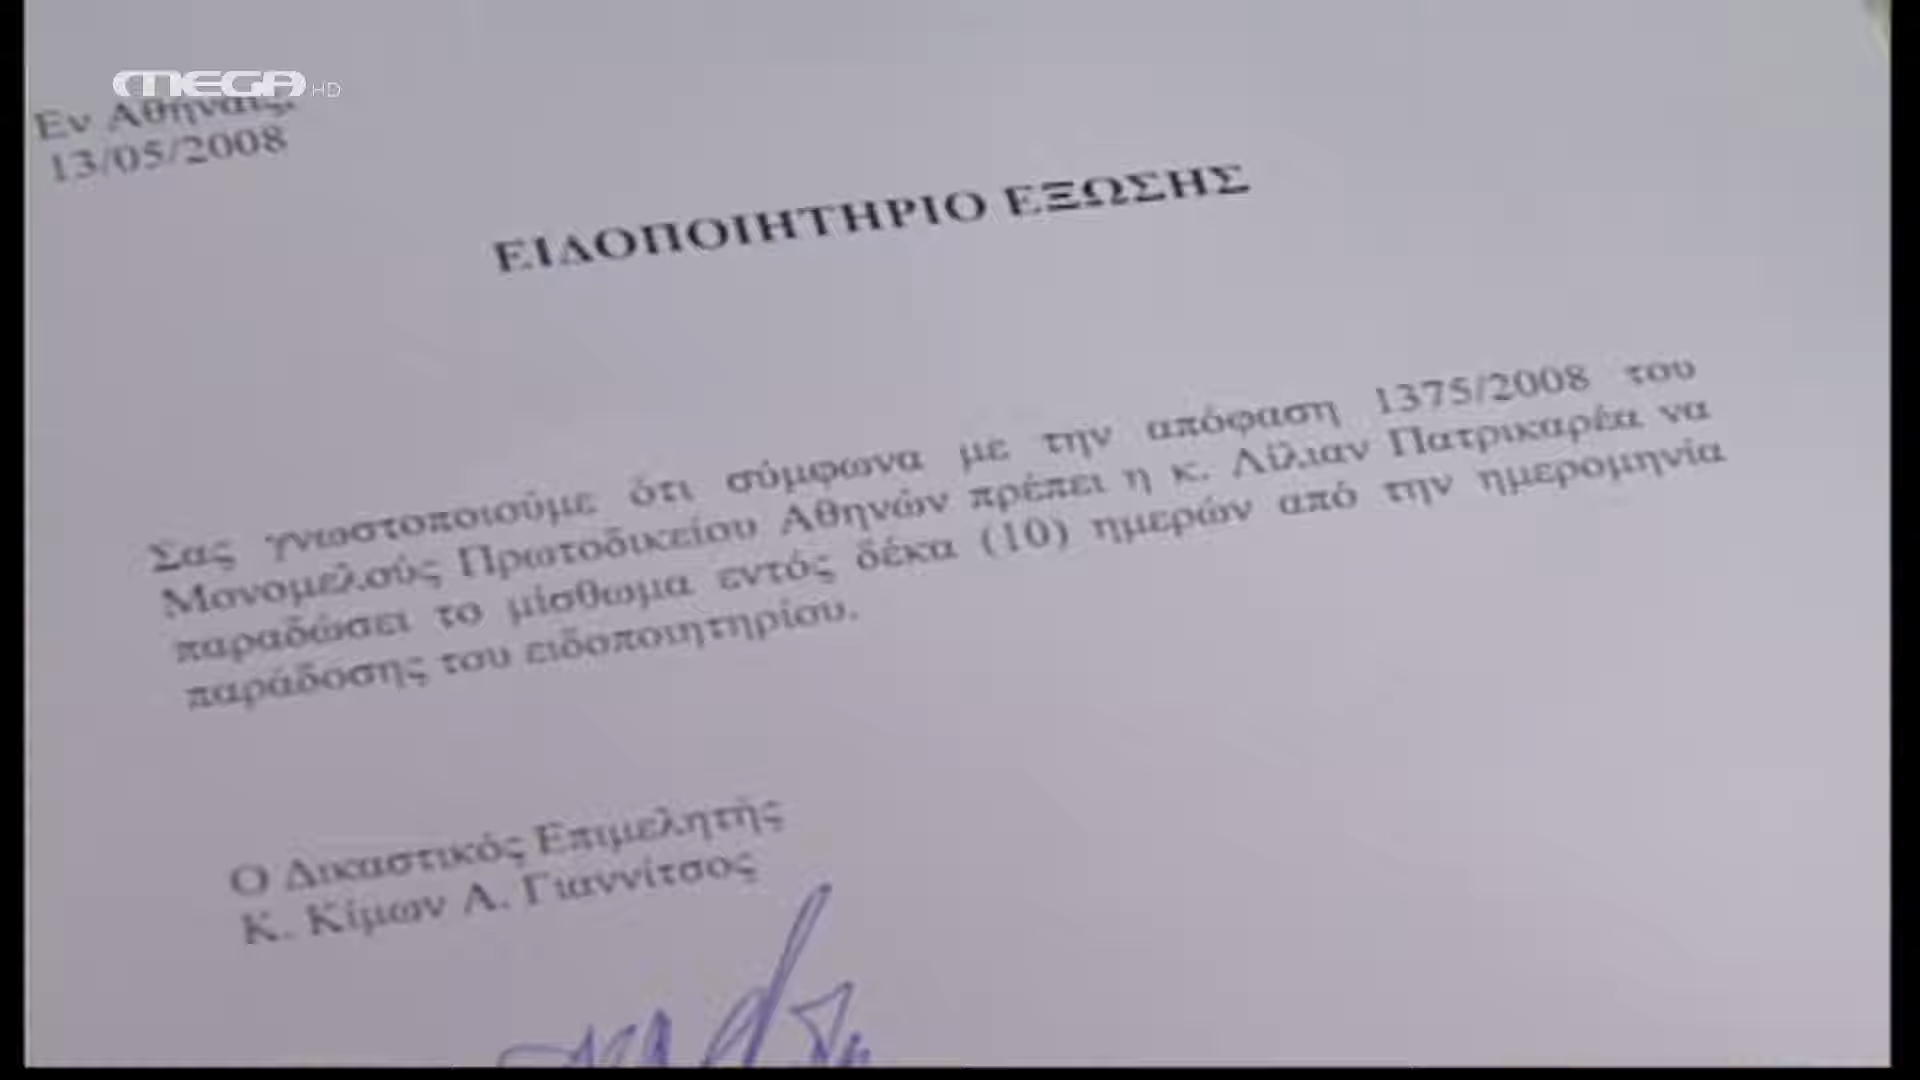 MEGA HD
Εν Αθήναις,
13/05/2008
ΕΙΔΟΠΟΙΗΤΗΡΙΟ ΕΞΩΣΗΣ
Σας γνωστοποιούμε ότι σύμφωνα με την απόφαση 1375/2008 του
Μονομελούς Πρωτοδικείου Αθηνών πρέπει η κ. Λίλιαν Πατρικαρέα να
παραδώσει το μίσθωμα εντός δέκα (10) ημερών από την ημερομηνία
παράδοσης του ειδοποιητηρίου.
Ο Δικαστικός Επιμελητής
Κ. Κίμων Α. Γιαννίτσος